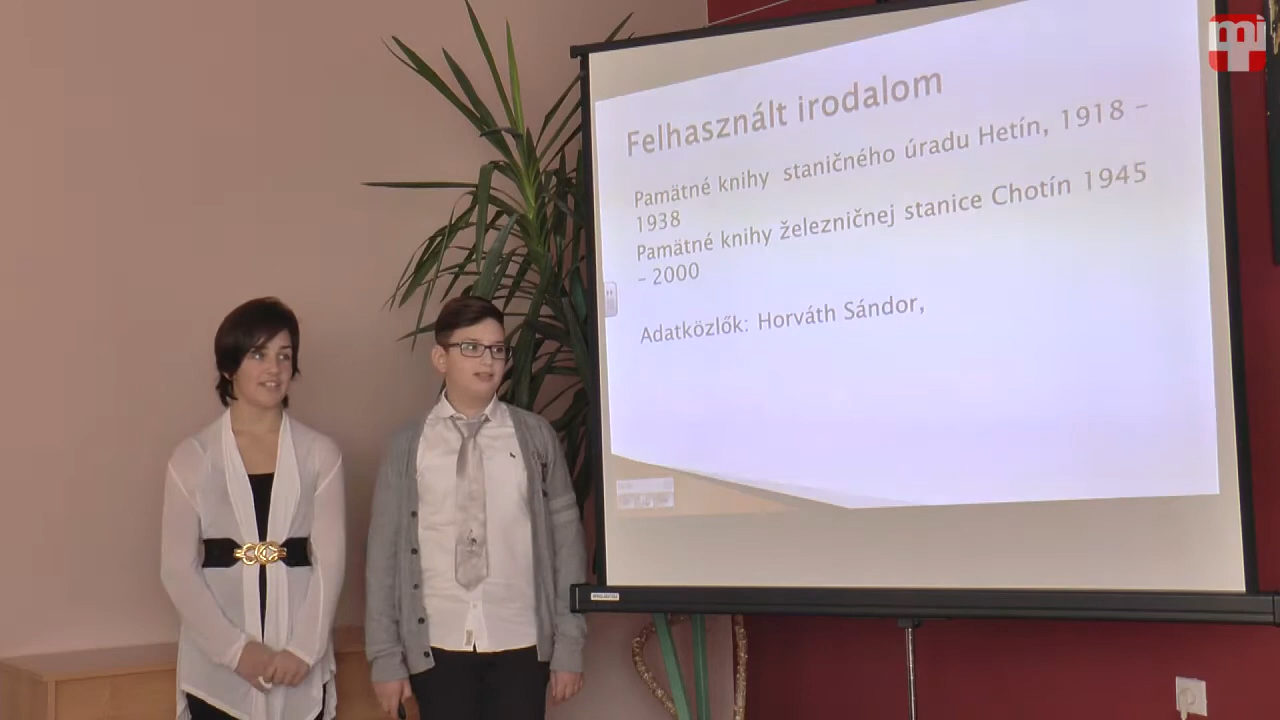 Felhasznált irodalom
Pamätné knihy staničného úradu Hetín, 1918 –
1938
Pamätné knihy železničnej stanice Chotín 1945
– 2000
Adatközlők: Horváth Sándor,
mi